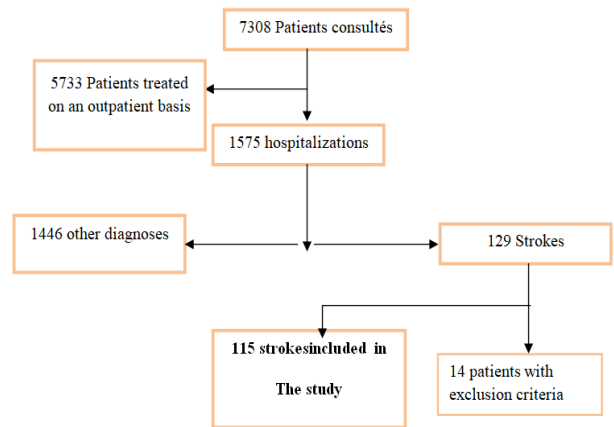 7308 Patients consultés
5733 Patients treated
on an outpatient basis
1575 hospitalizations
1446 other diagnoses
129 Strokes
115 strokesincluded in
The study
14 patients with
exclusion criteria